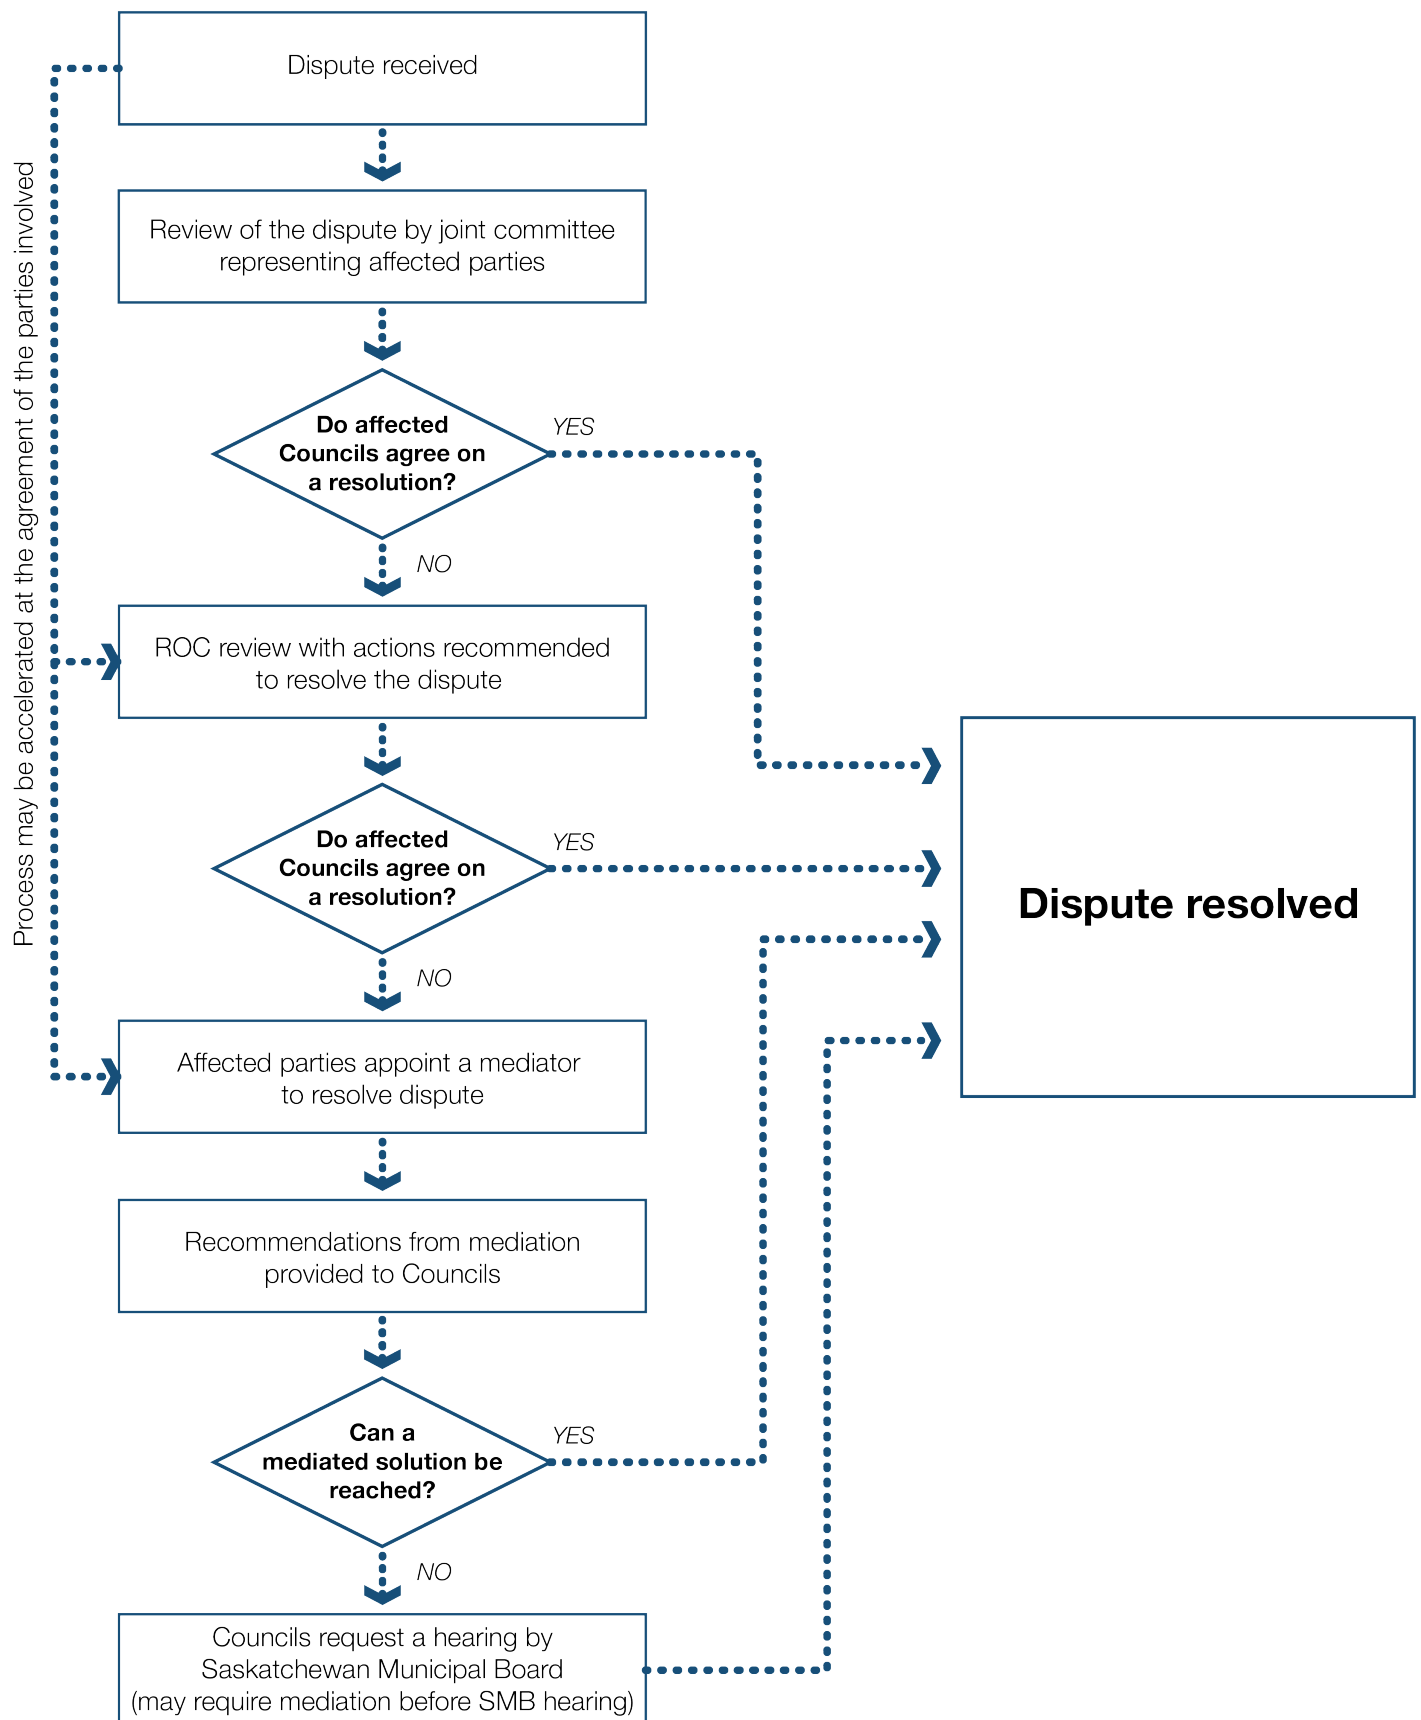 Dispute received
Process may be accelerated at the agreement of the parties involved
Review of the dispute by joint committee
representing affected parties
Do affected
Councils agree on
a resolution?
YES
NO
ROC review with actions recommended
to resolve the dispute
Do affected
Councils agree on
a resolution?
YES
Dispute resolved
NO
Affected parties appoint a mediator
to resolve dispute
Recommendations from mediation
provided to Councils
Can a
mediated solution be
reached?
YES
NO
Councils request a hearing by
Saskatchewan Municipal Board
(may require mediation before SMB hearing)